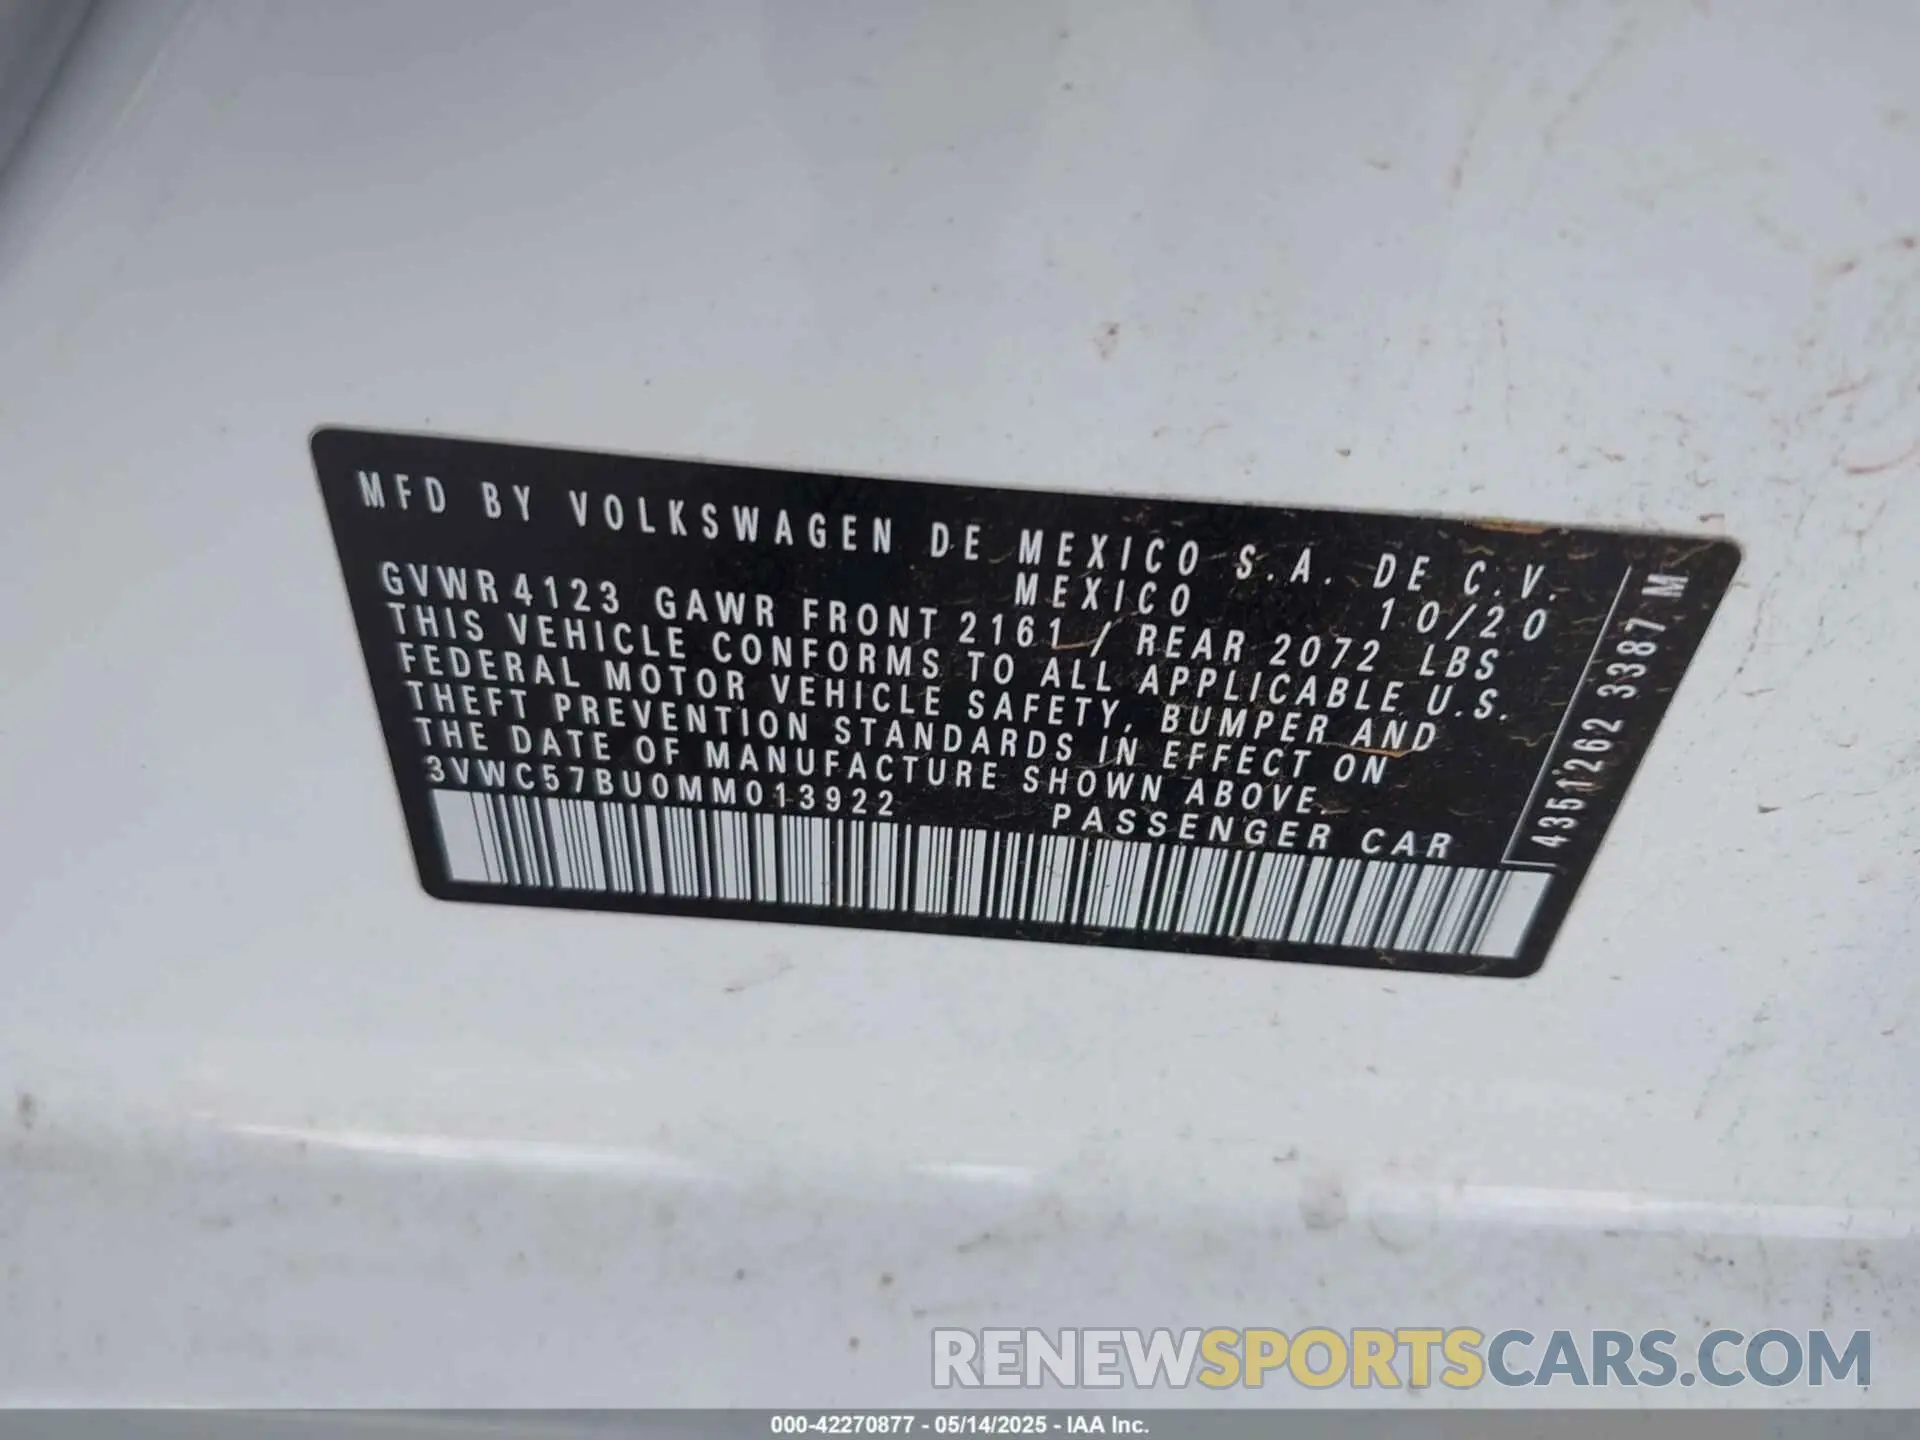 MFD BY VOLKSWAGEN DE MEXICO S.A. DE C.V.
MEXICO 10/20
GVWR 4123 GAWR FRONT 2161 / REAR 2072 LBS
THIS VEHICLE CONFORMS TO ALL APPLICABLE U.S.
FEDERAL MOTOR VEHICLE SAFETY, BUMPER AND
THEFT PREVENTION STANDARDS IN EFFECT ON
THE DATE OF MANUFACTURE SHOWN ABOVE.
3VWC57BU0MM013922 PASSENGER CAR
4351262 3387 M
RENEWSPORTSCARS.COM
000-42270877 - 05/14/2025 - IAA Inc.